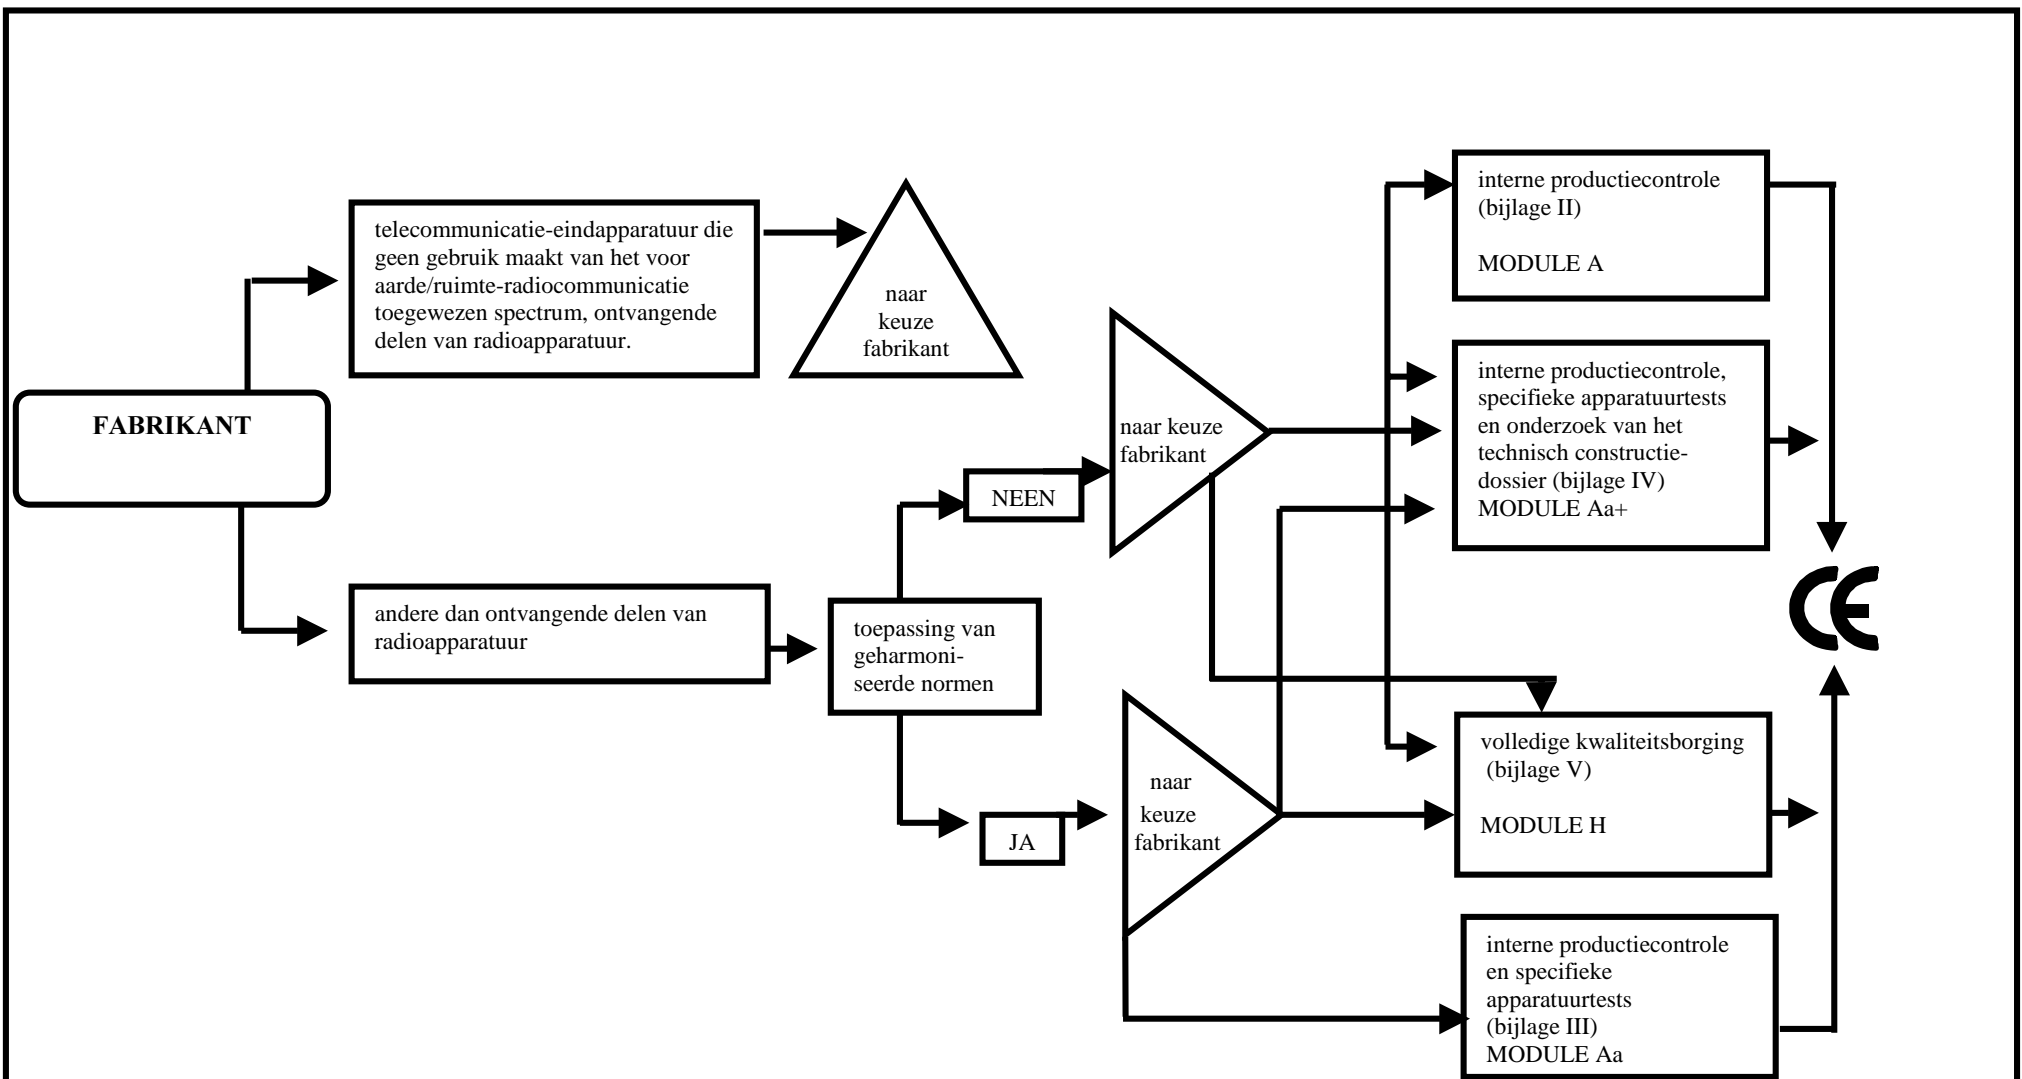 FABRIKANT
telecommunicatie-eindapparatuur die
geen gebruik maakt van het voor
aarde/ruimte-radiocommunicatie
toegewezen spectrum, ontvangende
delen van radioapparatuur.
naar
keuze
fabrikant
andere dan ontvangende delen van
radioapparatuur
toepassing van
geharmoni-
seerde normen
NEEN
JA
naar keuze
fabrikant
naar
keuze
fabrikant
interne productiecontrole
(bijlage II)
MODULE A
interne productiecontrole,
specifieke apparatuurtests
en onderzoek van het
technisch constructie-
dossier (bijlage IV)
MODULE Aa+
volledige kwaliteitsborging
(bijlage V)
MODULE H
interne productiecontrole
en specifieke
apparatuurtests
(bijlage III)
MODULE Aa
CE